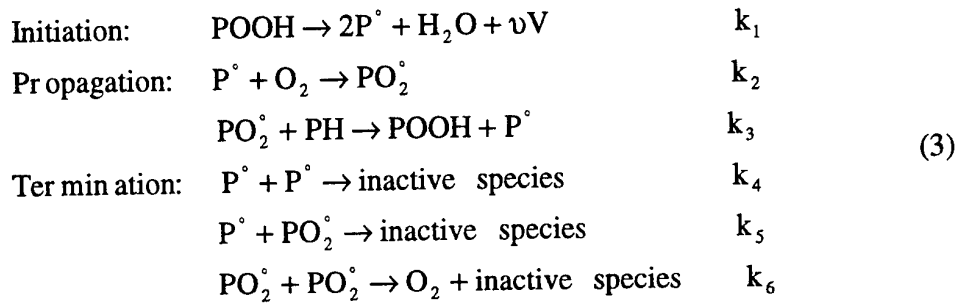 Initiation: POOH → 2P° + H₂O + υV k₁
Pr opagation: P° + O₂ → PO₂° k₂
PO₂° + PH → POOH + P° k₃
(3)
Ter min ation: P° + P° → inactive species k₄
P° + PO₂° → inactive species k₅
PO₂° + PO₂° → O₂ + inactive species k₆